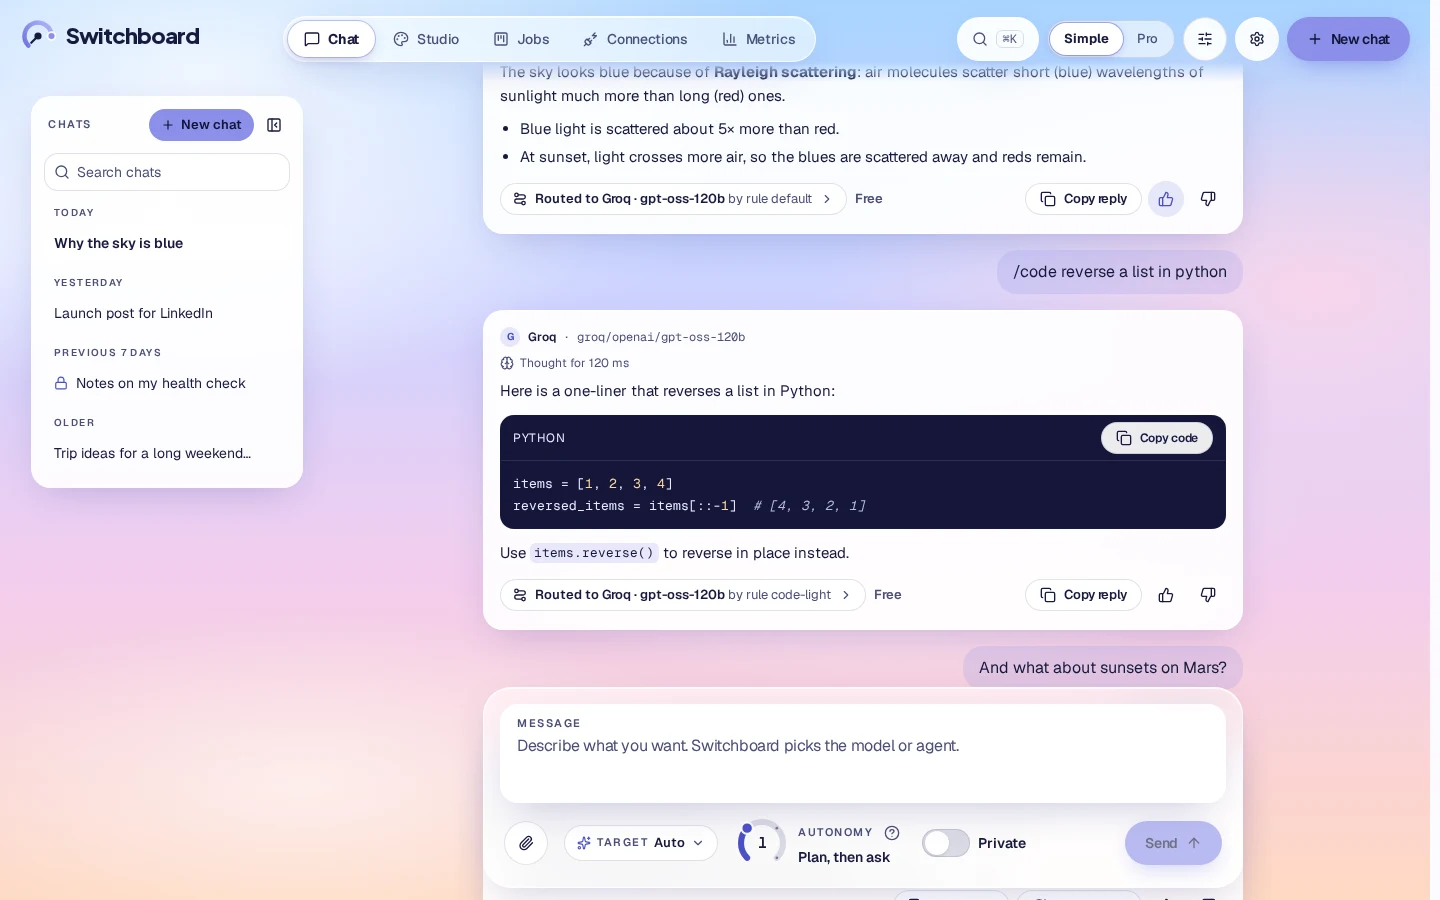 Switchboard
Chat
Studio
Jobs
Connections
Metrics
⌘K
Simple
Pro
New chat
CHATS
New chat
Search chats
TODAY
Why the sky is blue
YESTERDAY
Launch post for LinkedIn
PREVIOUS 7 DAYS
Notes on my health check
OLDER
Trip ideas for a long weekend...
The sky looks blue because of Rayleigh scattering: air molecules scatter short (blue) wavelengths of
sunlight much more than long (red) ones.
• Blue light is scattered about 5× more than red.
• At sunset, light crosses more air, so the blues are scattered away and reds remain.
Routed to Groq · gpt-oss-120b by rule default
Free
Copy reply
/code reverse a list in python
G Groq · groq/openai/gpt-oss-120b
Thought for 120 ms
Here is a one-liner that reverses a list in Python:
PYTHON
Copy code
items = [1, 2, 3, 4]
reversed_items = items[::-1]  # [4, 3, 2, 1]
Use items.reverse() to reverse in place instead.
Routed to Groq · gpt-oss-120b by rule code-light
Free
Copy reply
And what about sunsets on Mars?
MESSAGE
Describe what you want. Switchboard picks the model or agent.
TARGET Auto
1
AUTONOMY
Plan, then ask
Private
Send